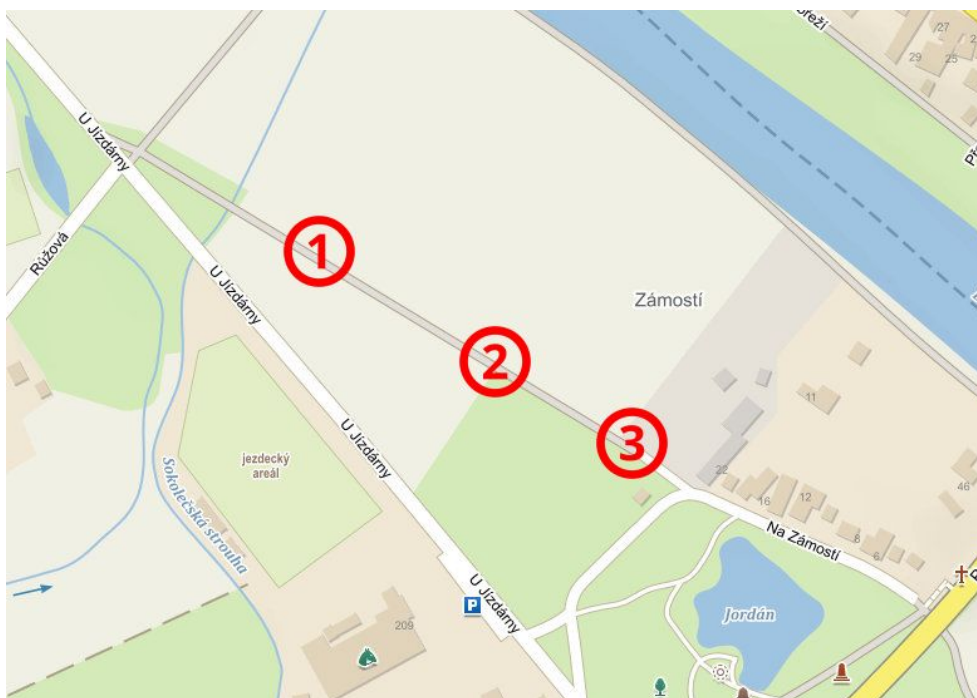 27
29
25
U Jízdárny
Růžová
1
U Jízdárny
Zámostí
2
11
U Jízdárny
3
jezdecký
areál
22
16
12
46
Sokolečská strouha
Na Zámostí
8
6
U Jízdárny
P
Jordán
209